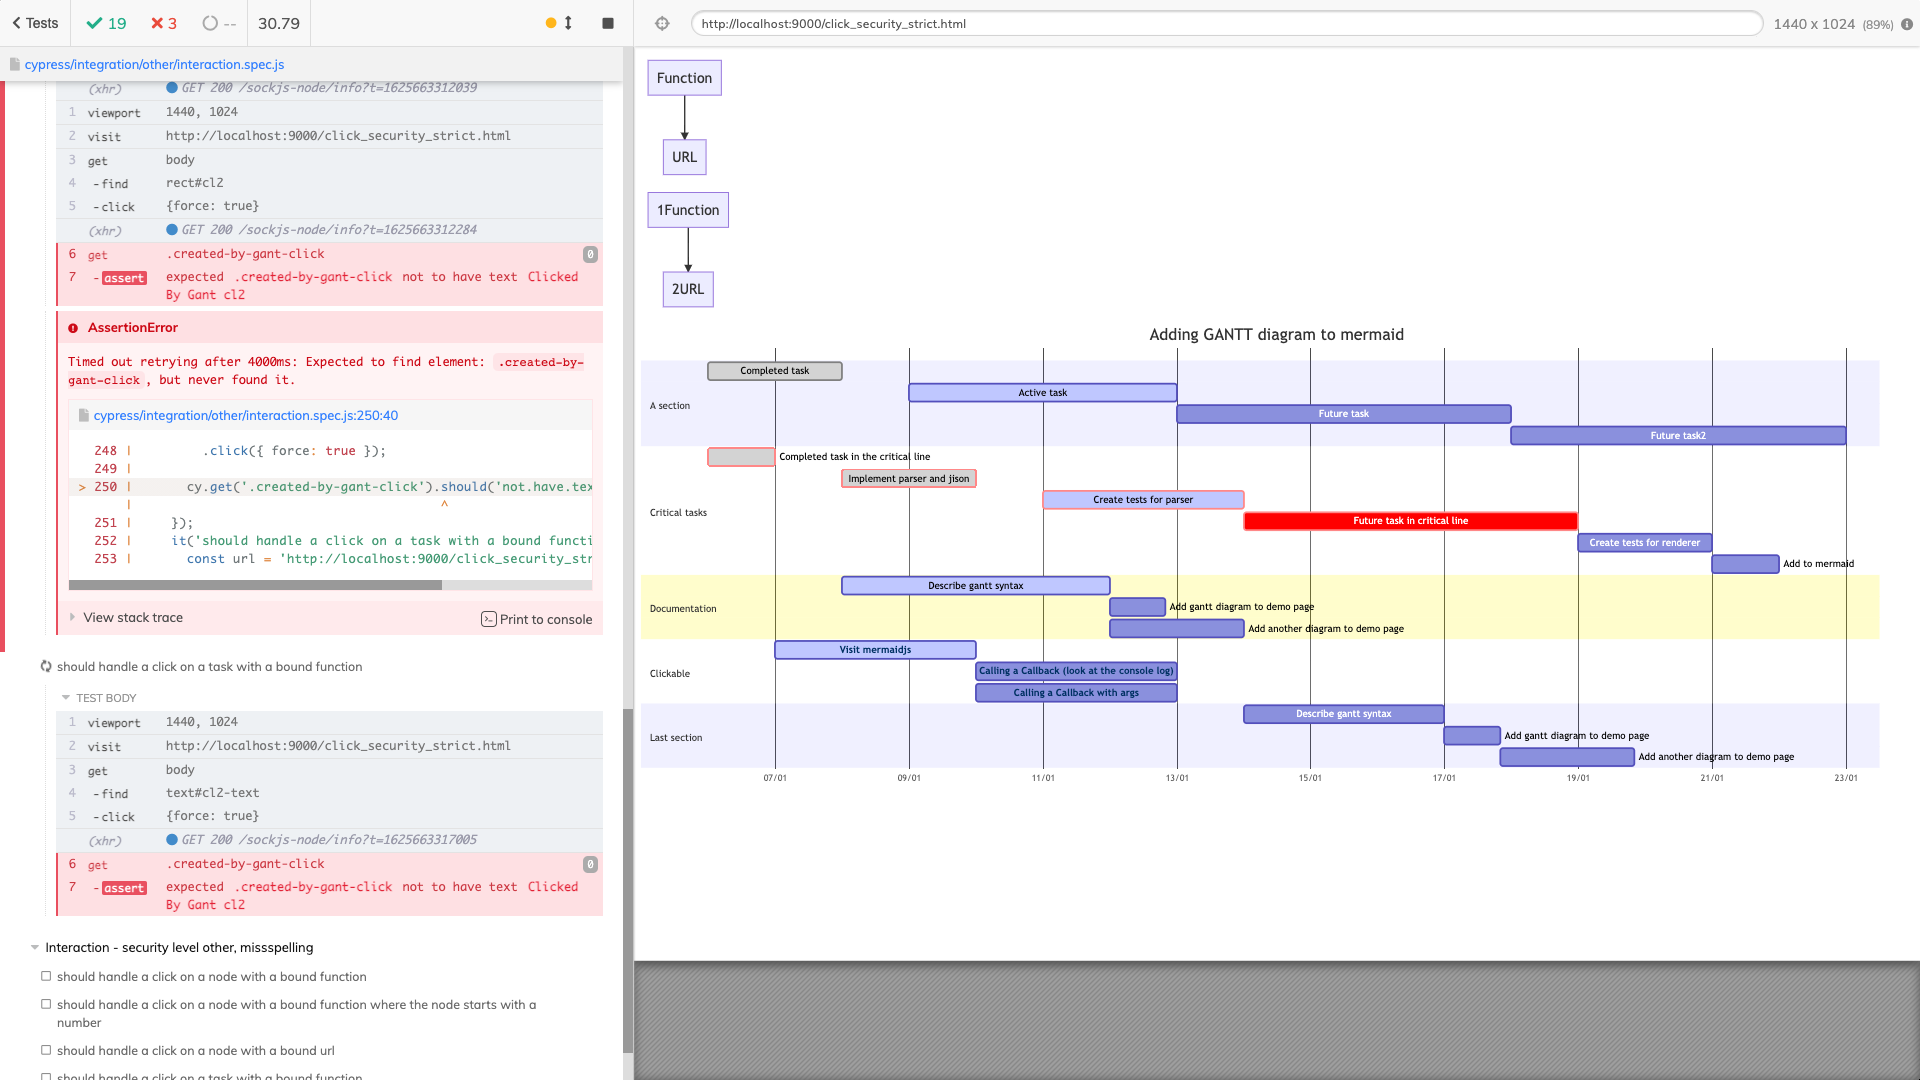 Tests
19
3
--
30.79
cypress/integration/other/interaction.spec.js
(xhr) GET 200 /sockjs-node/info?t=1625663312039
1 viewport 1440, 1024
2 visit http://localhost:9000/click_security_strict.html
3 get body
4 -find rect#cl2
5 -click {force: true}
(xhr) GET 200 /sockjs-node/info?t=1625663312284
6 get .created-by-gant-click 0
7 -assert expected .created-by-gant-click not to have text Clicked
By Gant cl2
AssertionError
Timed out retrying after 4000ms: Expected to find element: .created-by-
gant-click, but never found it.
cypress/integration/other/interaction.spec.js:250:40
248 | .click({ force: true });
249 |
> 250 | cy.get('.created-by-gant-click').should('not.have.tex
| ^
251 | });
252 | it('should handle a click on a task with a bound functi
253 | const url = 'http://localhost:9000/click_security_str
View stack trace
Print to console
should handle a click on a task with a bound function
TEST BODY
1 viewport 1440, 1024
2 visit http://localhost:9000/click_security_strict.html
3 get body
4 -find text#cl2-text
5 -click {force: true}
(xhr) GET 200 /sockjs-node/info?t=1625663317005
6 get .created-by-gant-click 0
7 -assert expected .created-by-gant-click not to have text Clicked
By Gant cl2
Interaction - security level other, missspelling
should handle a click on a node with a bound function
should handle a click on a node with a bound function where the node starts with a
number
should handle a click on a node with a bound url
should handle a click on a task with a bound function
http://localhost:9000/click_security_strict.html
1440 x 1024 (89%)
Function
URL
1Function
2URL
Adding GANTT diagram to mermaid
A section
Completed task
Active task
Future task
Future task2
Critical tasks
Completed task in the critical line
Implement parser and jison
Create tests for parser
Future task in critical line
Create tests for renderer
Add to mermaid
Documentation
Describe gantt syntax
Add gantt diagram to demo page
Add another diagram to demo page
Clickable
Visit mermaidjs
Calling a Callback (look at the console log)
Calling a Callback with args
Last section
Describe gantt syntax
Add gantt diagram to demo page
Add another diagram to demo page
07/01 09/01 11/01 13/01 15/01 17/01 19/01 21/01 23/01